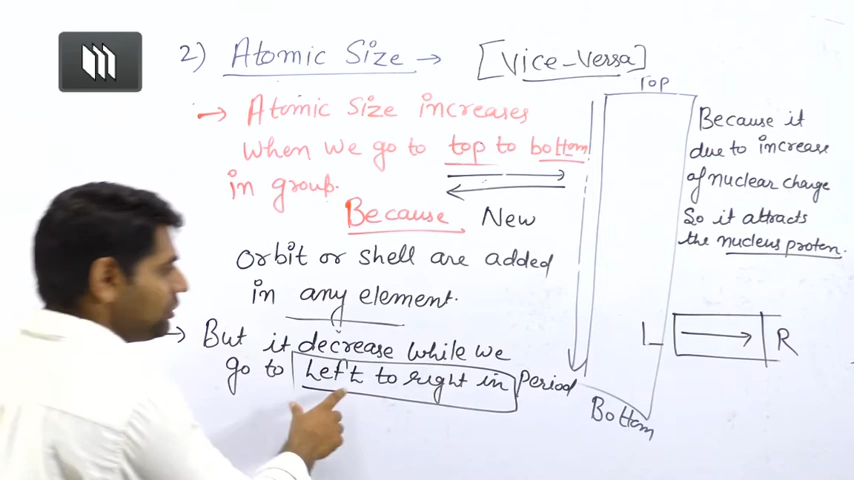 2) Atomic Size → [Vice-Versa]
→ Atomic Size increases
when we go to top to bottom
in group.
Because New
orbit or shell are added
in any element.
→ But it decrease while we
go to Left to right in Period
Top
Bottom
Because it
due to increase
of nuclear charge
So it attracts
the nucleus proton.
L → R